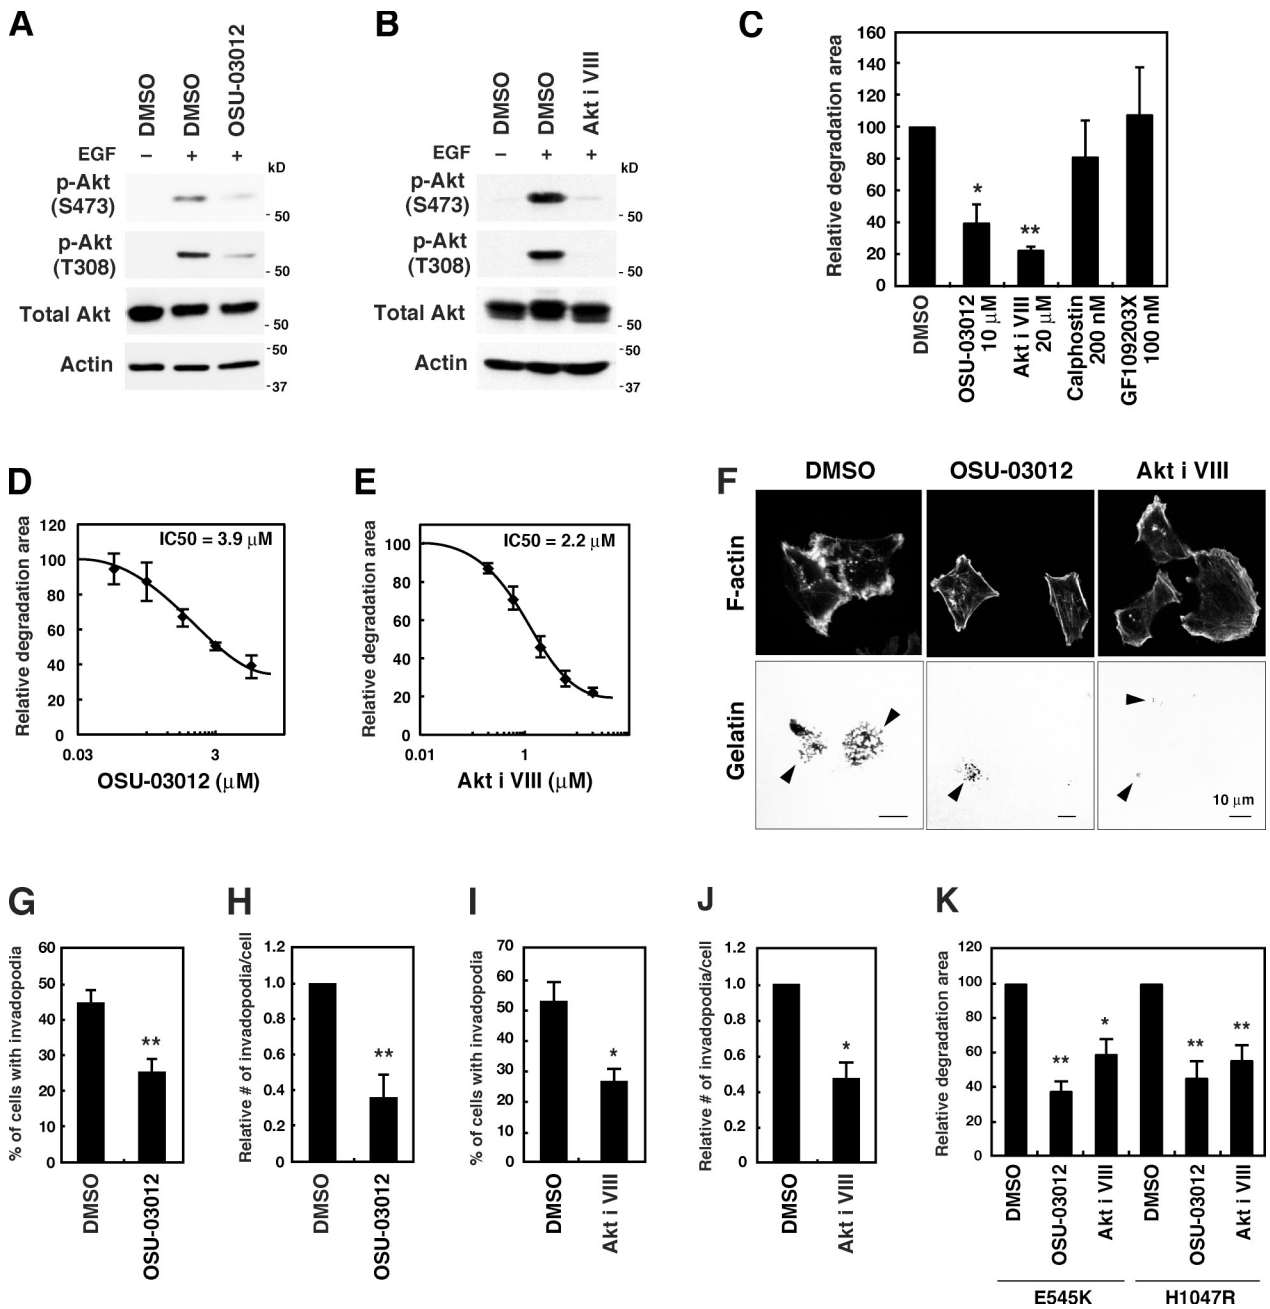 A
DMSO
DMSO
OSU-03012
EGF – + +
kD
p-Akt
(S473)
- 50
p-Akt
(T308)
- 50
Total Akt
- 50
Actin
-50
-37
B
DMSO
DMSO
Akt i VIII
EGF – + +
kD
p-Akt
(S473)
- 50
p-Akt
(T308)
- 50
Total Akt
- 50
Actin
-50
-37
C
Relative degradation area
160
140
120
100
80
60
40
20
0
*
**
DMSO
OSU-03012
10 μM
Akt i VIII
20 μM
Calphostin
200 nM
GF109203X
100 nM
D
Relative degradation area
120
100
80
60
40
20
0
IC50 = 3.9 μM
0.03
3
OSU-03012 (μM)
E
Relative degradation area
100
80
60
40
20
0
IC50 = 2.2 μM
0.01
1
Akt i VIII (μM)
F
DMSO
OSU-03012
Akt i VIII
F-actin
Gelatin
10 μm
G
% of cells with invadopodia
60
50
40
30
20
10
0
**
DMSO
OSU-03012
H
Relative # of invadopodia/cell
1.2
1.0
0.8
0.6
0.4
0.2
0
**
DMSO
OSU-03012
I
% of cells with invadopodia
70
60
50
40
30
20
10
0
*
DMSO
Akt i VIII
J
Relative # of invadopodia/cell
1.2
1.0
0.8
0.6
0.4
0.2
0
*
DMSO
Akt i VIII
K
Relative degradation area
120
100
80
60
40
20
0
**
*
**
**
DMSO
OSU-03012
Akt i VIII
DMSO
OSU-03012
Akt i VIII
E545K
H1047R